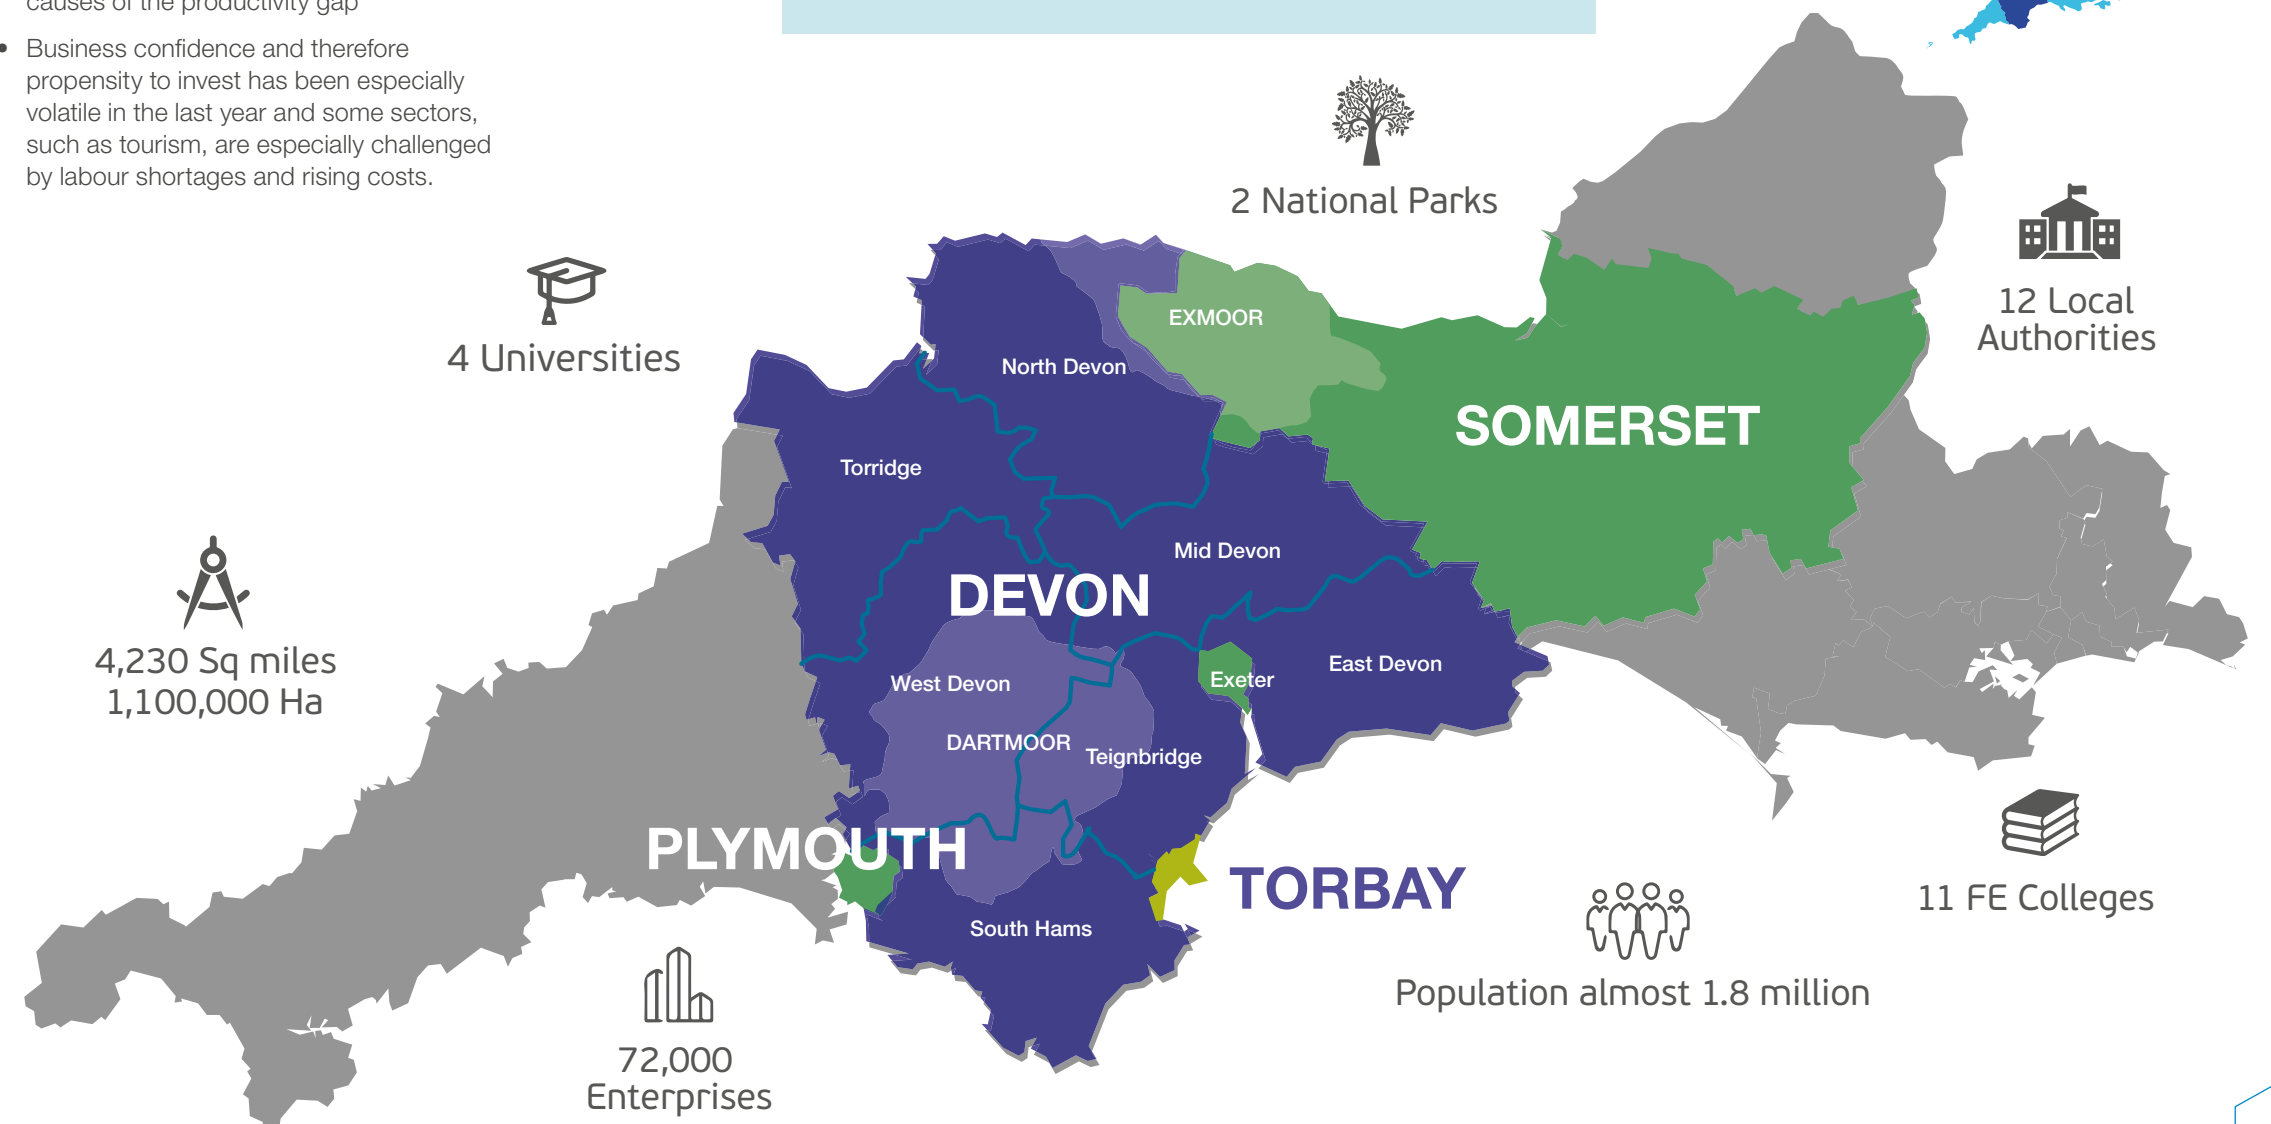 causes of the productivity gap
• Business confidence and therefore
propensity to invest has been especially
volatile in the last year and some sectors,
such as tourism, are especially challenged
by labour shortages and rising costs.
2 National Parks
12 Local
Authorities
4 Universities
EXMOOR
North Devon
SOMERSET
Torridge
Mid Devon
DEVON
4,230 Sq miles
1,100,000 Ha
West Devon
Exeter
East Devon
DARTMOOR
Teignbridge
PLYMOUTH
TORBAY
South Hams
11 FE Colleges
Population almost 1.8 million
72,000
Enterprises